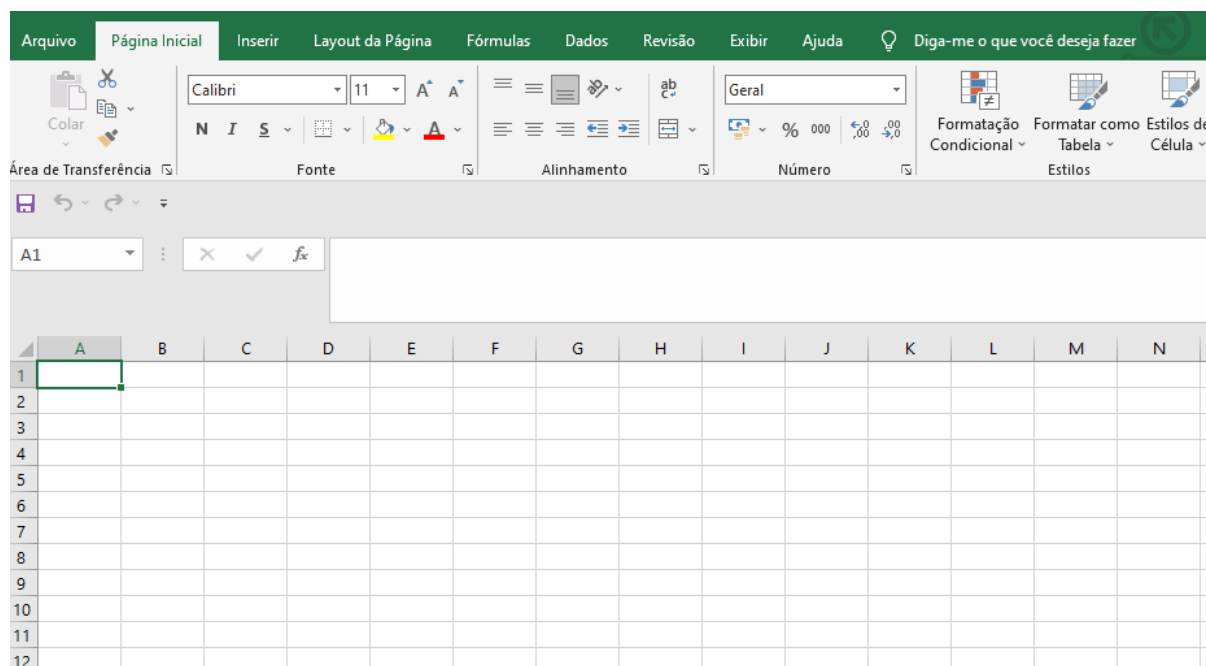 Arquivo Página Inicial Inserir Layout da Página Fórmulas Dados Revisão Exibir Ajuda Diga-me o que você deseja fazer
Calibri 11 A A ab Geral
Colar N I S A % 000 Formatação Condicional Formatar como Tabela Estilos de Célula
Área de Transferência Fonte Alinhamento Número Estilos
A1 fx
A B C D E F G H I J K L M N
1
2
3
4
5
6
7
8
9
10
11
12